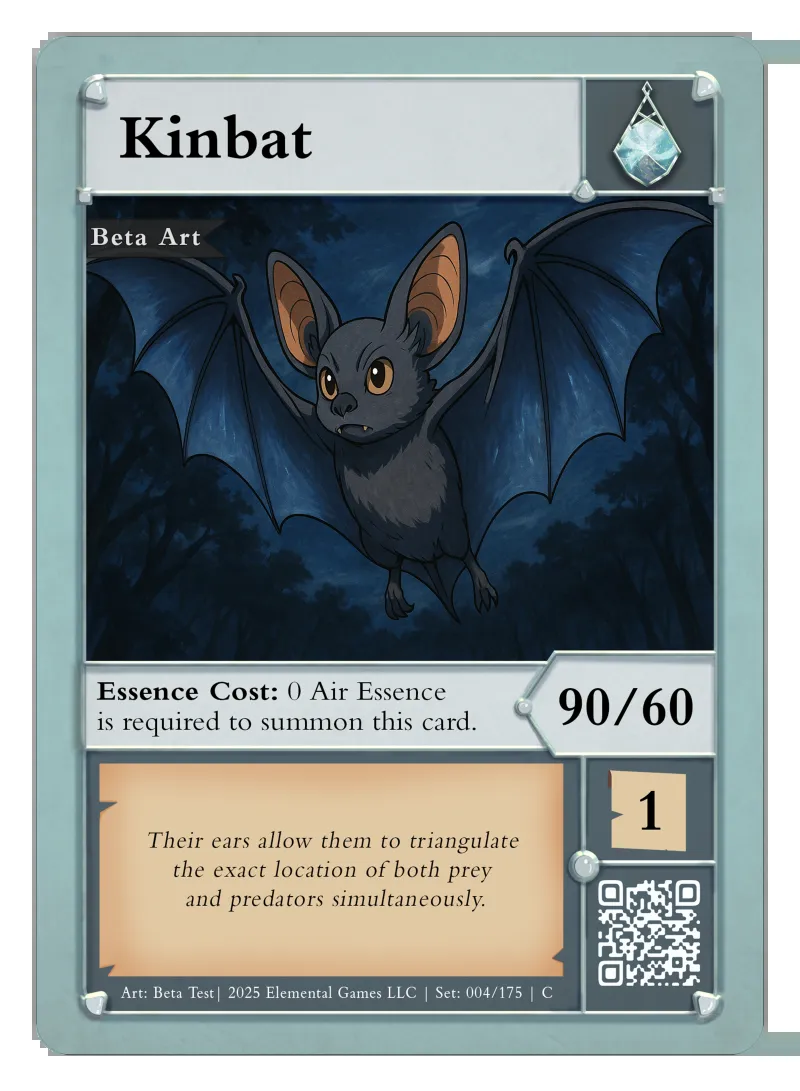 Kinbat
Beta Art
Essence Cost: 0 Air Essence
is required to summon this card.
90/60
1
Their ears allow them to triangulate
the exact location of both prey
and predators simultaneously.
Art: Beta Test| 2025 Elemental Games LLC | Set: 004/175 | C